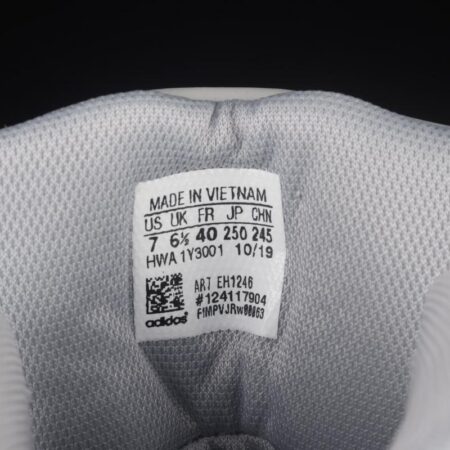 MADE IN VIETNAM
US UK FR JP CHN
7 6½ 40 250 245
HWA 1Y3001 10/19
ART EH1246
#124117904
adidas